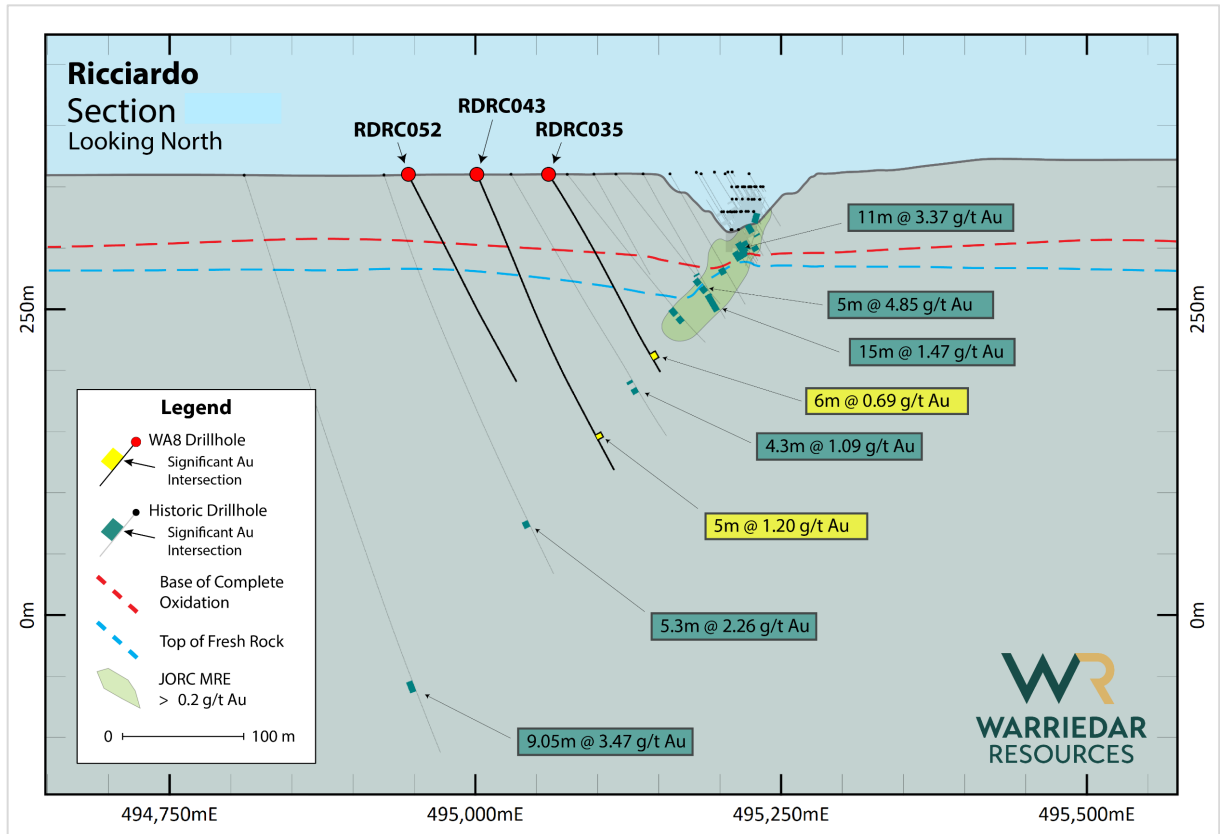 Ricciardo
Section
Looking North
RDRC052
RDRC043
RDRC035
11m @ 3.37 g/t Au
5m @ 4.85 g/t Au
15m @ 1.47 g/t Au
6m @ 0.69 g/t Au
4.3m @ 1.09 g/t Au
5m @ 1.20 g/t Au
5.3m @ 2.26 g/t Au
9.05m @ 3.47 g/t Au
250m
0m
250m
0m
Legend
WA8 Drillhole
Significant Au
Intersection
Historic Drillhole
Significant Au
Intersection
Base of Complete
Oxidation
Top of Fresh Rock
JORC MRE
> 0.2 g/t Au
0
100 m
WR
WARRIEDAR
RESOURCES
494,750mE
495,000mE
495,250mE
495,500mE